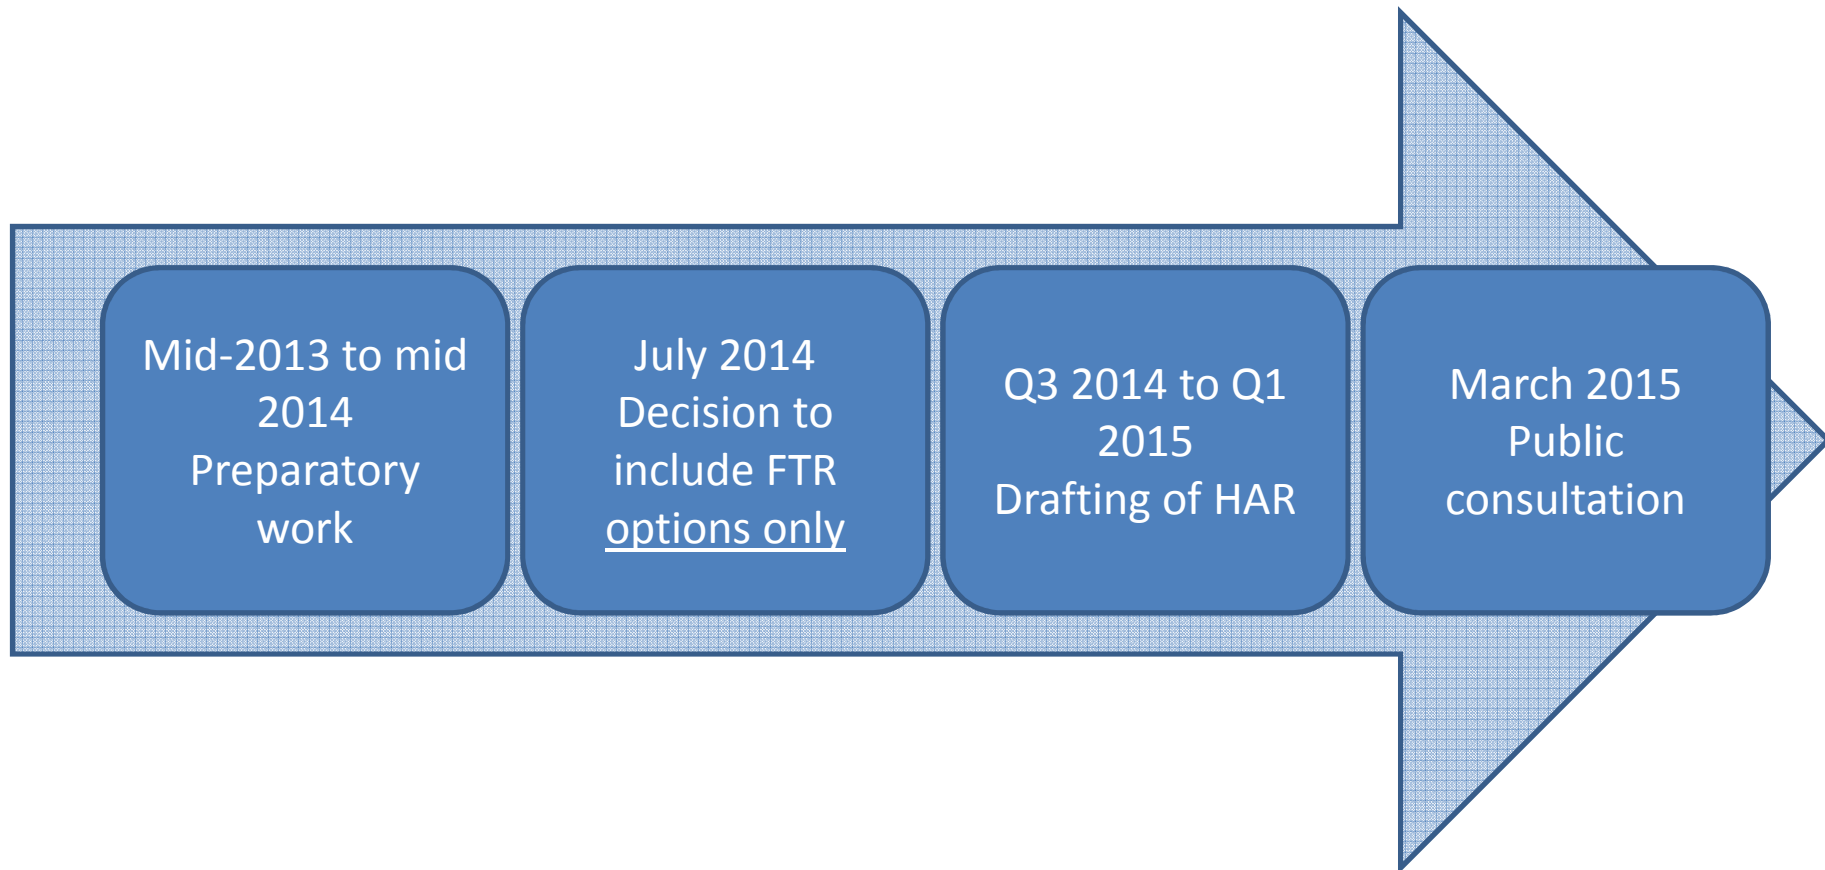 Mid-2013 to mid
2014
Preparatory
work
July 2014
Decision to
include FTR
options only
Q3 2014 to Q1
2015
Drafting of HAR
March 2015
Public
consultation